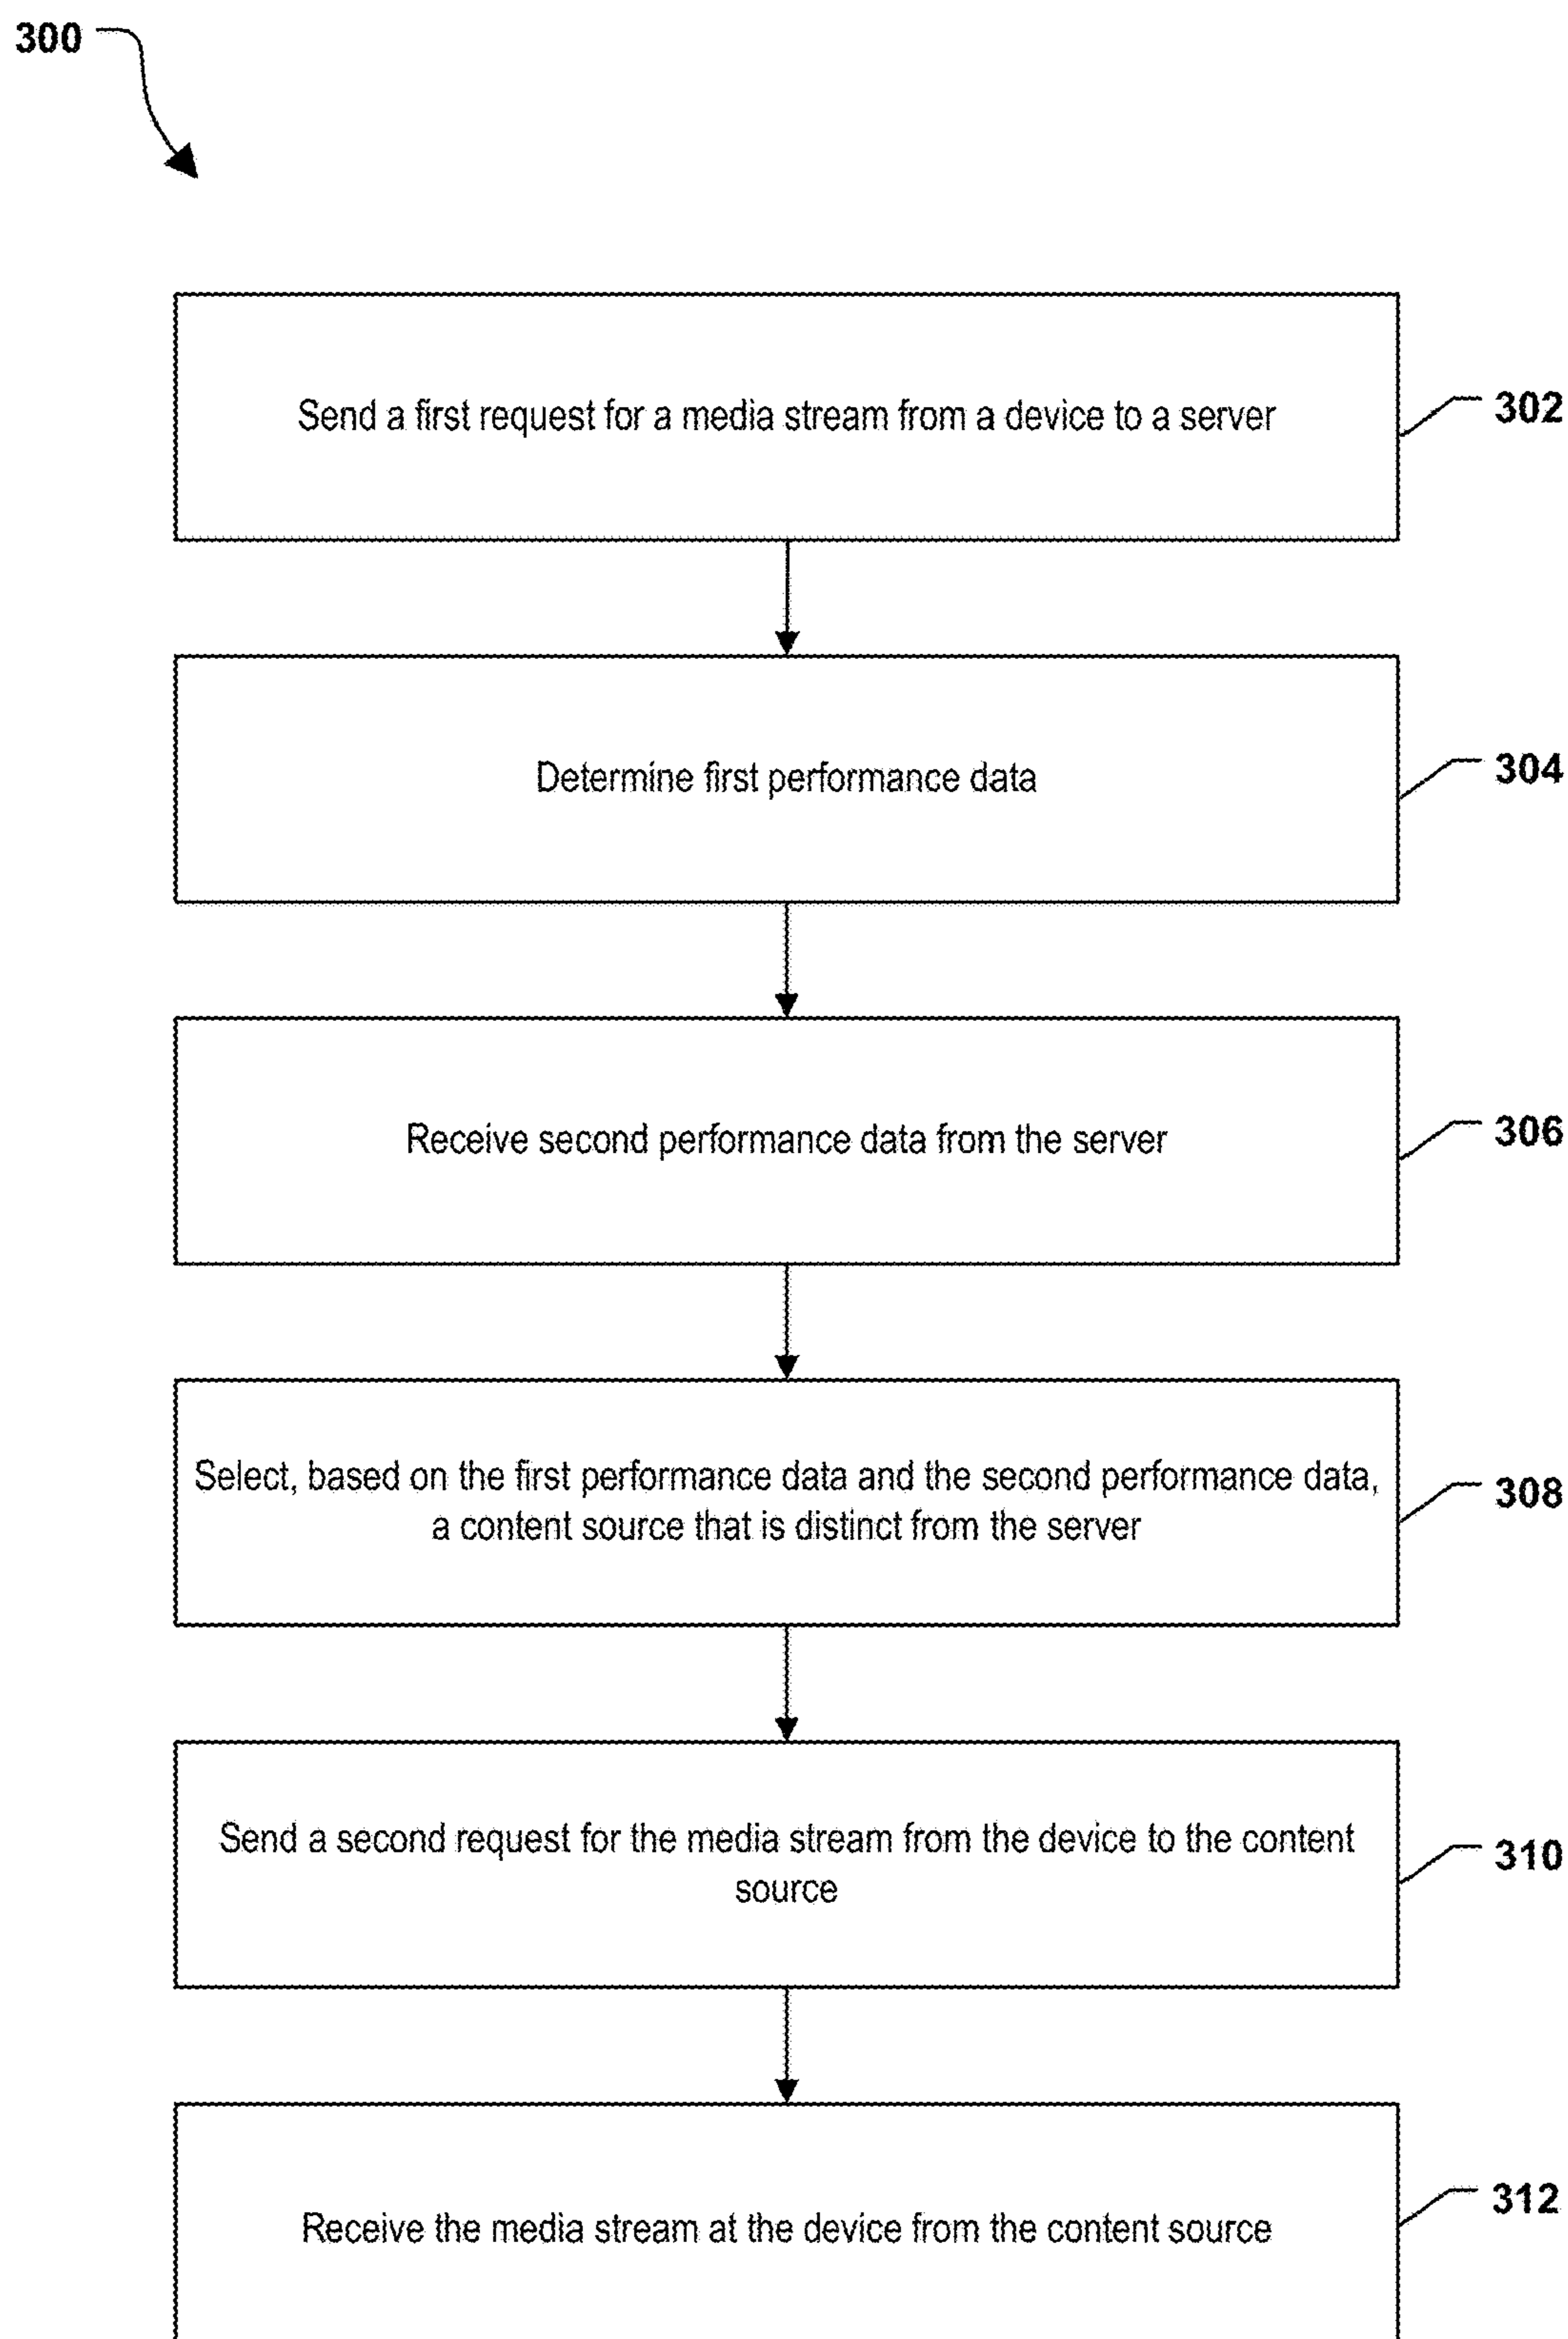 300
Send a first request for a media stream from a device to a server
302
Determine first performance data
304
Receive second performance data from the server
306
Select, based on the first performance data and the second performance data,
a content source that is distinct from the server
308
Send a second request for the media stream from the device to the content
source
310
Receive the media stream at the device from the content source
312